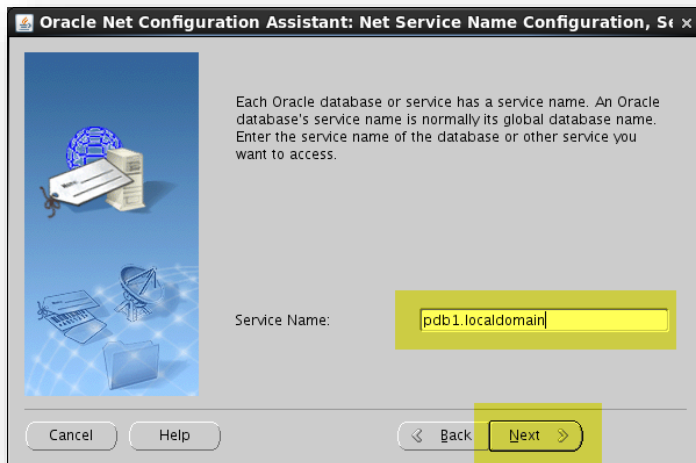 Oracle Net Configuration Assistant: Net Service Name Configuration, Se
Each Oracle database or service has a service name. An Oracle
database's service name is normally its global database name.
Enter the service name of the database or other service you
want to access.
Service Name: pdb1.localdomain
Cancel Help Back Next